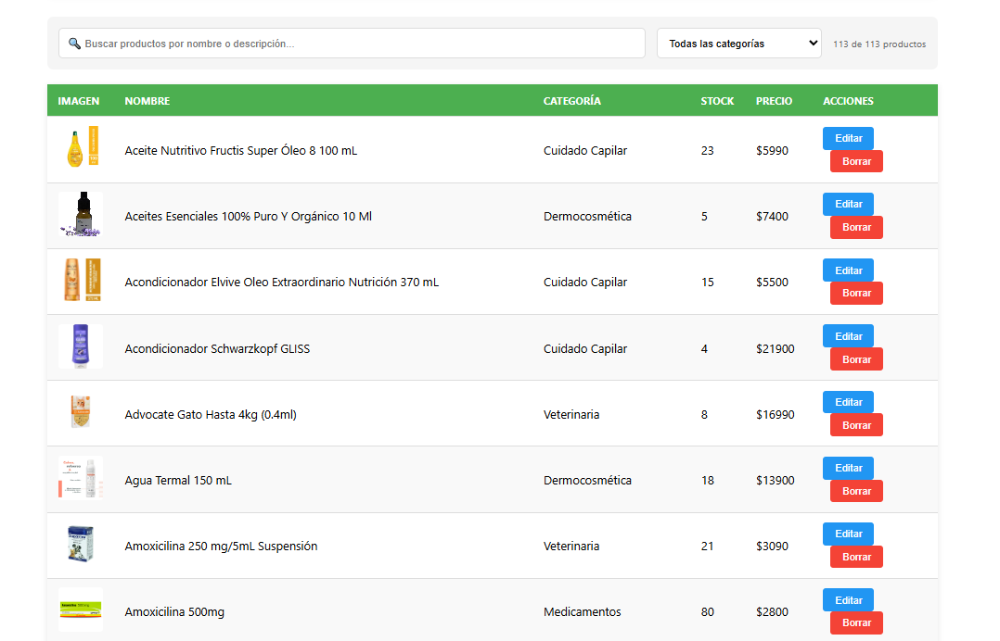 Buscar productos por nombre o descripción...
Todas las categorías
113 de 113 productos
IMAGEN NOMBRE CATEGORÍA STOCK PRECIO ACCIONES
Aceite Nutritivo Fructis Super Óleo 8 100 mL Cuidado Capilar 23 $5990 Editar
Borrar
Aceites Esenciales 100% Puro Y Orgánico 10 Ml Dermocosmética 5 $7400 Editar
Borrar
Acondicionador Elvive Oleo Extraordinario Nutrición 370 mL Cuidado Capilar 15 $5500 Editar
Borrar
Acondicionador Schwarzkopf GLISS Cuidado Capilar 4 $21900 Editar
Borrar
Advocate Gato Hasta 4kg (0.4ml) Veterinaria 8 $16990 Editar
Borrar
Agua Termal 150 mL Dermocosmética 18 $13900 Editar
Borrar
Amoxicilina 250 mg/5mL Suspensión Veterinaria 21 $3090 Editar
Borrar
Amoxicilina 500mg Medicamentos 80 $2800 Editar
Borrar